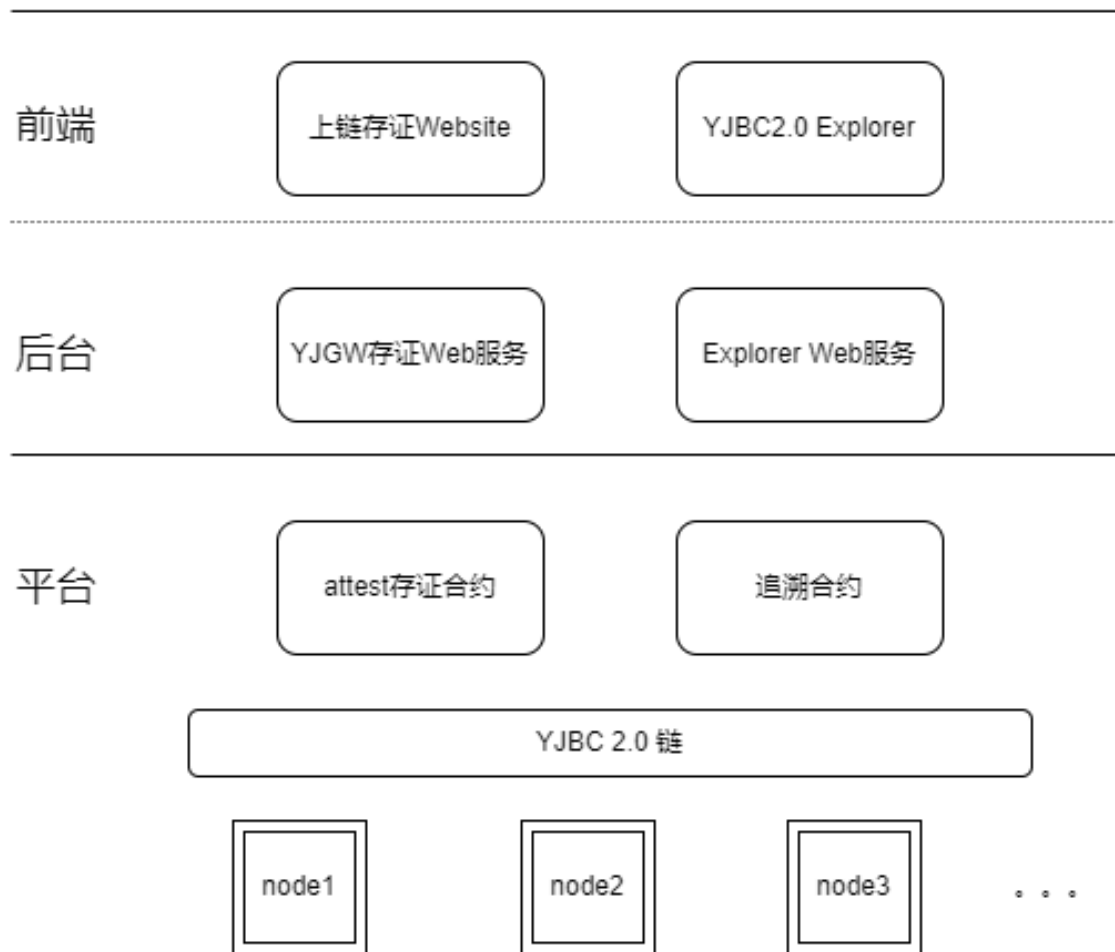 前端
上链存证Website
YJBC2.0 Explorer
后台
YJGW存证Web服务
Explorer Web服务
平台
attest存证合约
追溯合约
YJBC 2.0 链
node1
node2
node3
。。。